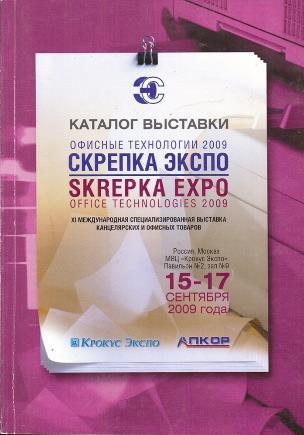 КАТАЛОГ ВЫСТАВКИ
ОФИСНЫЕ ТЕХНОЛОГИИ 2009
СКРЕПКА ЭКСПО
SKREPKA EXPO
OFFICE TECHNOLOGIES 2009
XI МЕЖДУНАРОДНАЯ СПЕЦИАЛИЗИРОВАННАЯ ВЫСТАВКА
КАНЦЕЛЯРСКИХ И ОФИСНЫХ ТОВАРОВ
Россия, Москва
МВЦ «Крокус Экспо»
Павильон №2, зал №9
15-17
СЕНТЯБРЯ
2009 года
КРОКУС ЭКСПО АПКОР